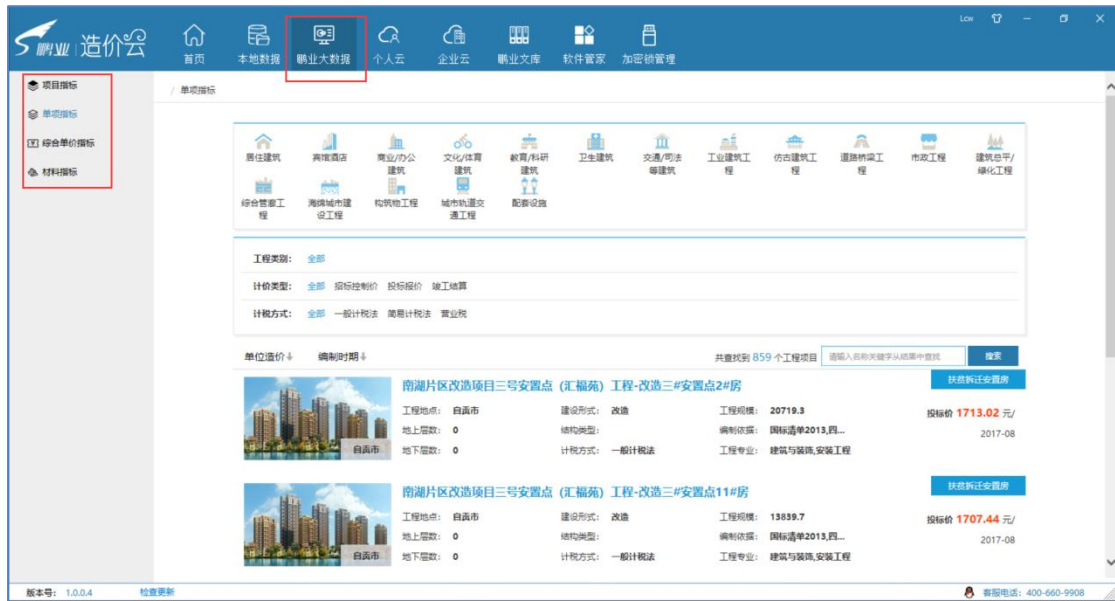 鹏业 造价云
首页 本地数据 鹏业大数据 个人云 企业云 鹏业文库 软件管家 加密锁管理
Lcw
项目指标
单项指标
综合单价指标
材料指标
/ 单项指标
居住建筑 宾馆酒店 商业/办公建筑 文化/体育建筑 教育/科研建筑 卫生建筑 交通/司法等建筑 工业建筑工程 仿古建筑工程 道路桥梁工程 市政工程 建筑总平/绿化工程
综合管廊工程 海绵城市建设工程 构筑物工程 城市轨道交通工程 配套设施
工程类别: 全部
计价类型: 全部 招标控制价 投标报价 竣工结算
计税方式: 全部 一般计税法 简易计税法 营业税
单位造价 编制时期 共查找到 859 个工程项目 请输入名称关键字从结果中查找 搜索
南湖片区改造项目三号安置点(汇福苑)工程-改造三#安置点2#房 扶贫拆迁安置房
工程地点: 自贡市 建设形式: 改造 工程规模: 20719.3 投标价 1713.02 元/
地上层数: 0 结构类型: 编制依据: 国标清单2013,四... 2017-08
自贡市 地下层数: 0 计税方式: 一般计税法 工程专业: 建筑与装饰,安装工程
南湖片区改造项目三号安置点(汇福苑)工程-改造三#安置点11#房 扶贫拆迁安置房
工程地点: 自贡市 建设形式: 改造 工程规模: 13839.7 投标价 1707.44 元/
地上层数: 0 结构类型: 编制依据: 国标清单2013,四... 2017-08
自贡市 地下层数: 0 计税方式: 一般计税法 工程专业: 建筑与装饰,安装工程
版本号: 1.0.0.4 检查更新 客服电话: 400-660-9908